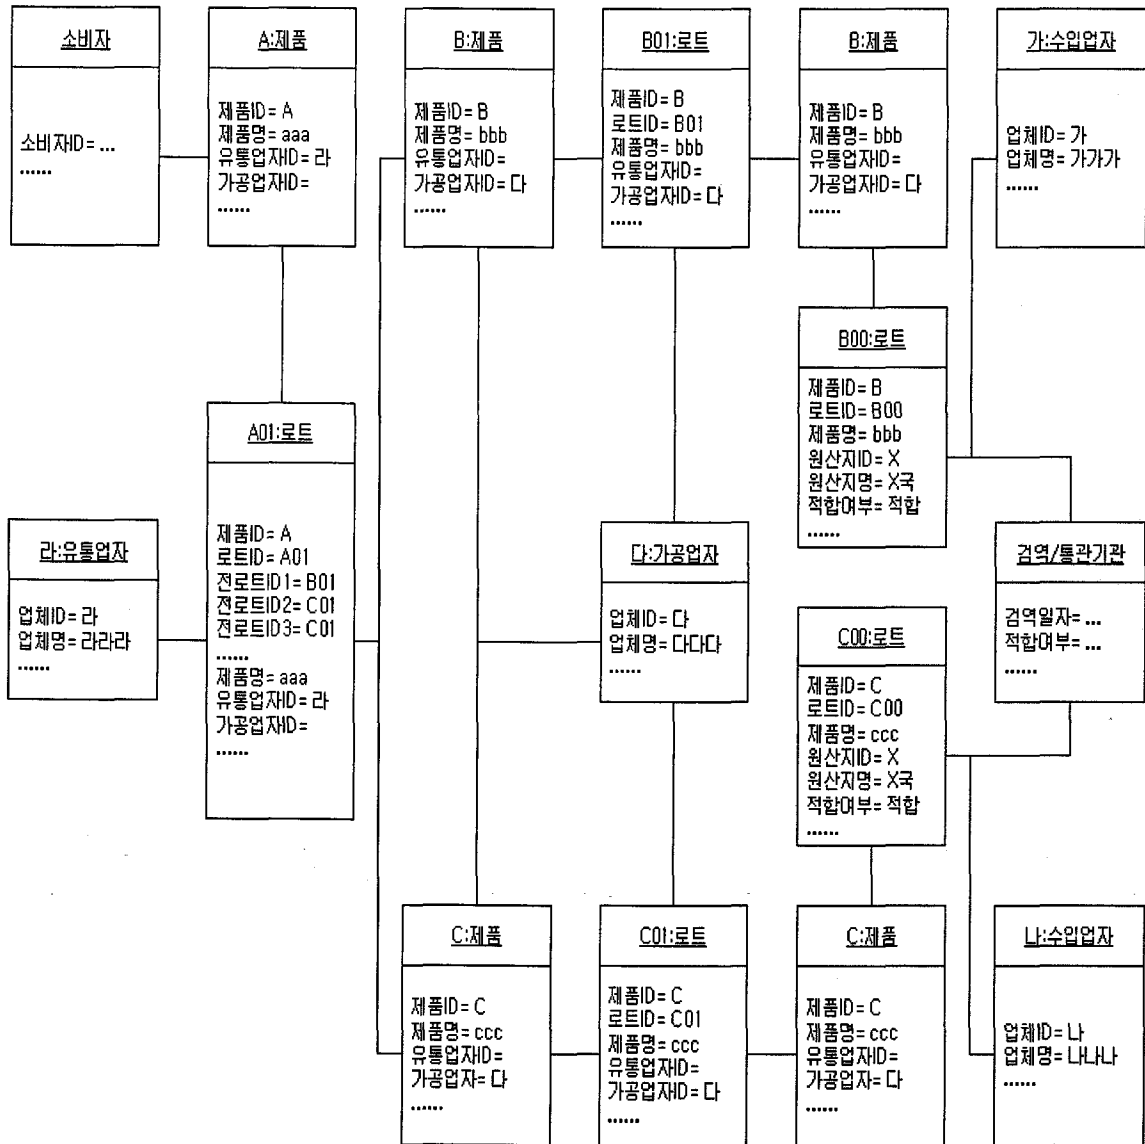 소비자
소비자ID= ...
......
A:제품
제품ID= A
제품명= aaa
유통업자ID= 라
가공업자ID=
......
B:제품
제품ID= B
제품명= bbb
유통업자ID=
가공업자ID= 다
......
B01:로트
제품ID= B
로트ID= B01
제품명= bbb
유통업자ID=
가공업자ID= 다
......
B:제품
제품ID= B
제품명= bbb
유통업자ID=
가공업자ID= 다
......
가:수입업자
업체ID= 가
업체명= 가가가
......
B00:로트
제품ID= B
로트ID= B00
제품명= bbb
원산지ID= X
원산지명= X국
적합여부= 적합
......
A01:로트
제품ID= A
로트ID= A01
전로트ID1= B01
전로트ID2= C01
전로트ID3= C01
......
제품명= aaa
유통업자ID= 라
가공업자ID=
......
라:유통업자
업체ID= 라
업체명= 라라라
......
다:가공업자
업체ID= 다
업체명= 다다다
......
검역/통관기관
검역일자= ...
적합여부= ...
......
C00:로트
제품ID= C
로트ID= C00
제품명= ccc
원산지ID= X
원산지명= X국
적합여부= 적합
......
C:제품
제품ID= C
제품명= ccc
유통업자ID=
가공업자= 다
......
C01:로트
제품ID= C
로트ID= C01
제품명= ccc
유통업자ID=
가공업자ID= 다
......
C:제품
제품ID= C
제품명= ccc
유통업자ID=
가공업자= 다
......
나:수입업자
업체ID= 나
업체명= 나나나
......